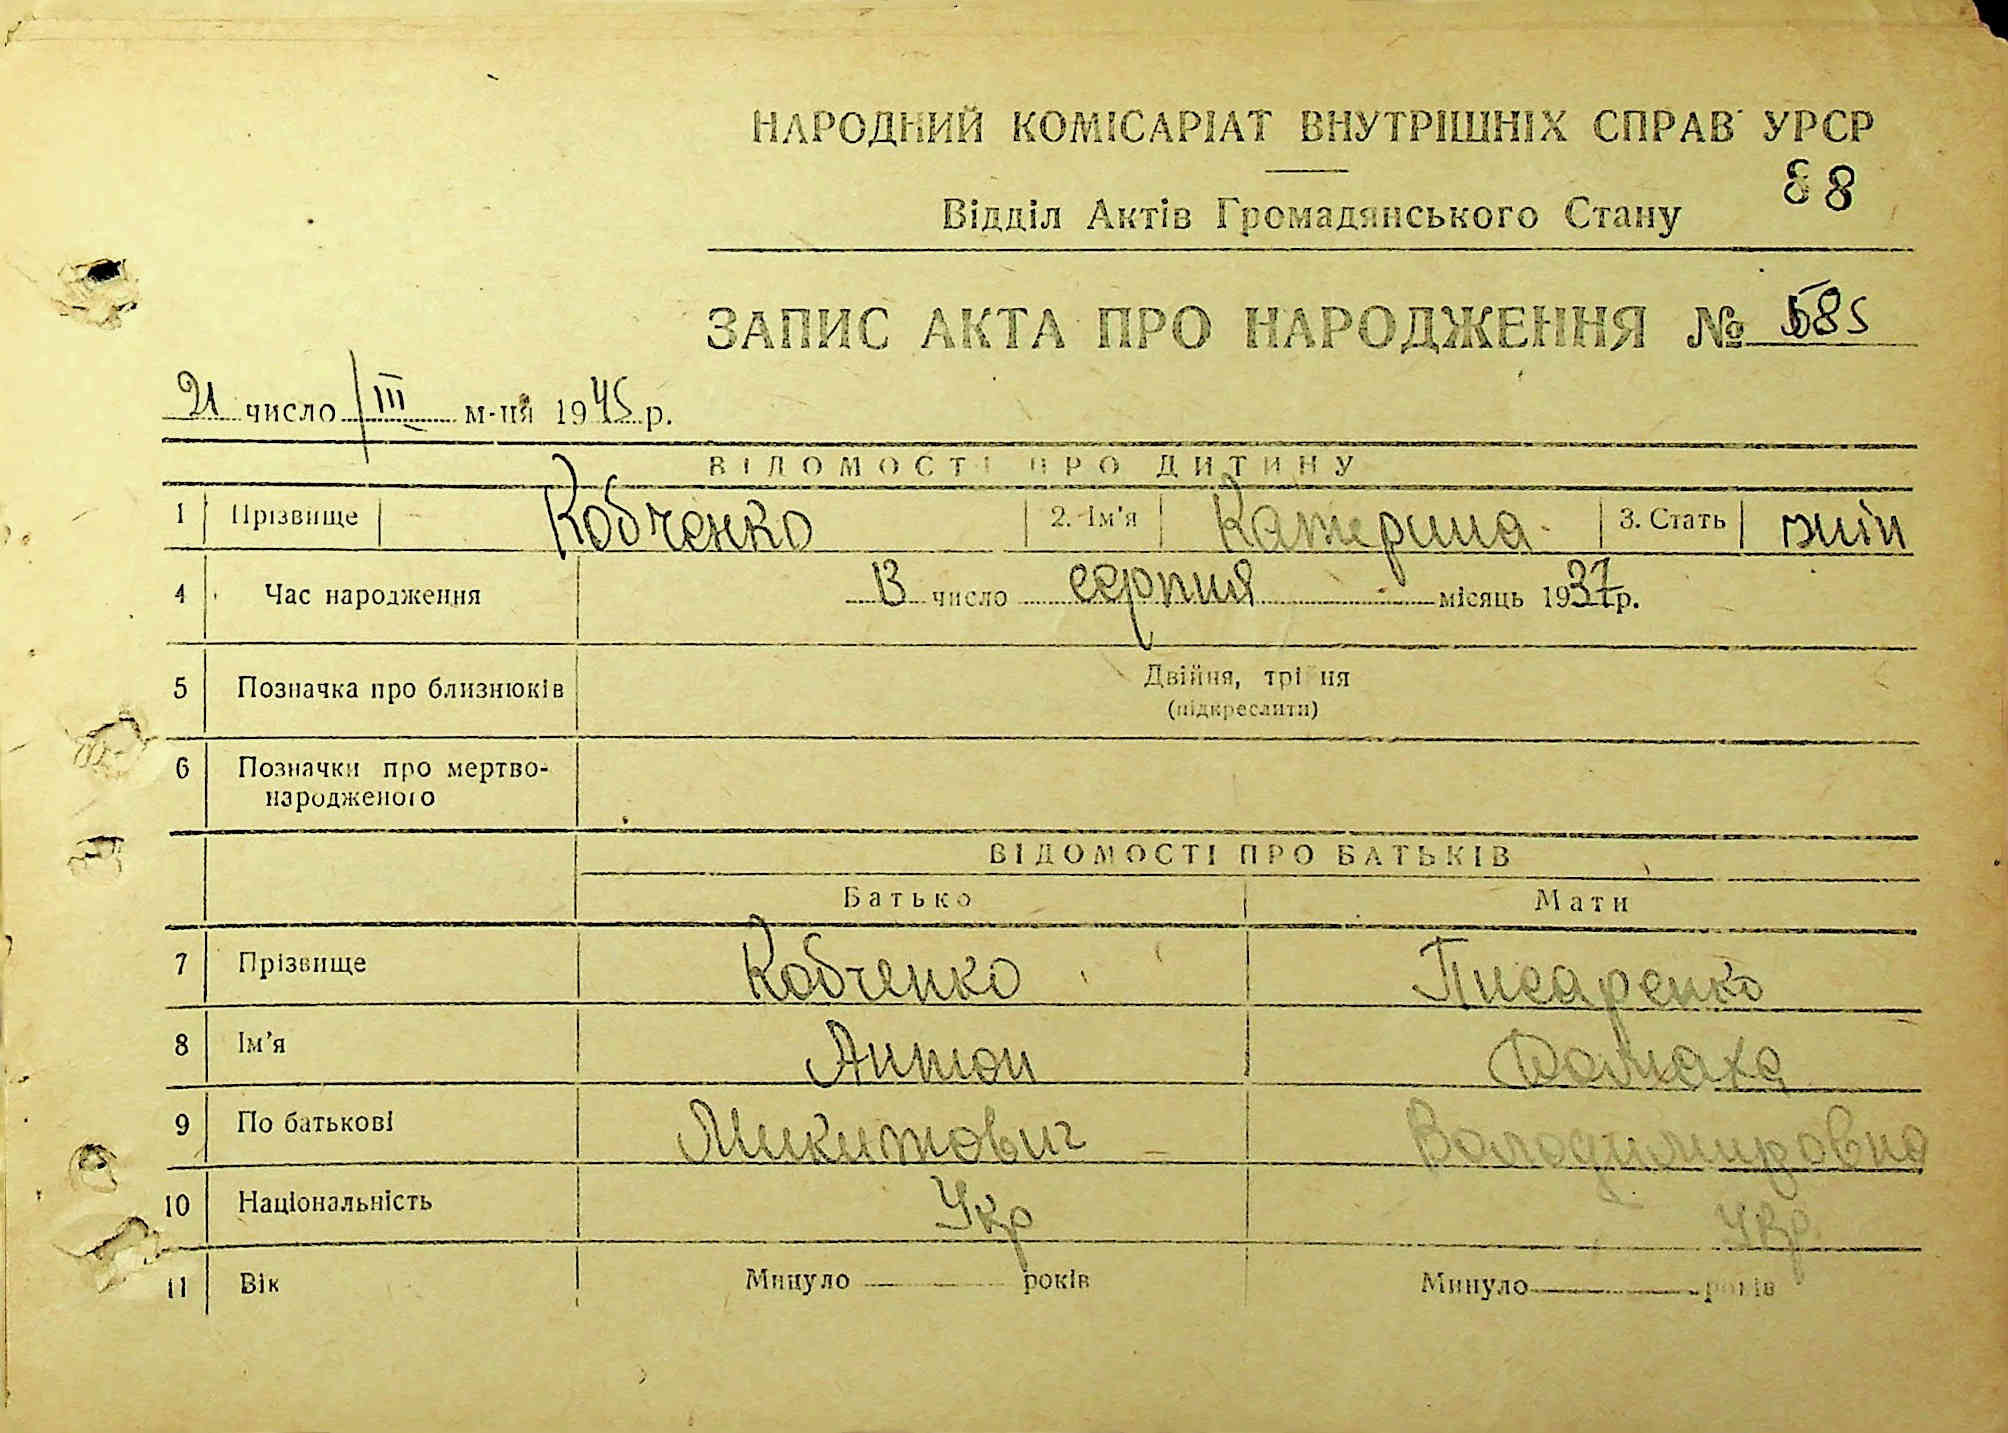 НАРОДНИЙ КОМІСАРІАТ ВНУТРІШНІХ СПРАВ УРСР
88
Відділ Актів Громадянського Стану
ЗАПИС АКТА ПРО НАРОДЖЕННЯ № 585
21 число III м-ця 1945 р.
ВІДОМОСТІ ПРО ДИТИНУ
1 Прізвище Кобченко 2. Ім'я Катерина 3. Стать жін
4 Час народження 13 число серпня місяць 1937 р.
5 Позначка про близнюків Двійня, трійня
(підкреслити)
6 Позначки про мертво-
народженого
ВІДОМОСТІ ПРО БАТЬКІВ
Батько Мати
7 Прізвище Кобченко Писаренко
8 Ім'я Антон Домаха
9 По батькові Микитович Володимировна
10 Національність Укр Укр
11 Вік Минуло років Минуло років